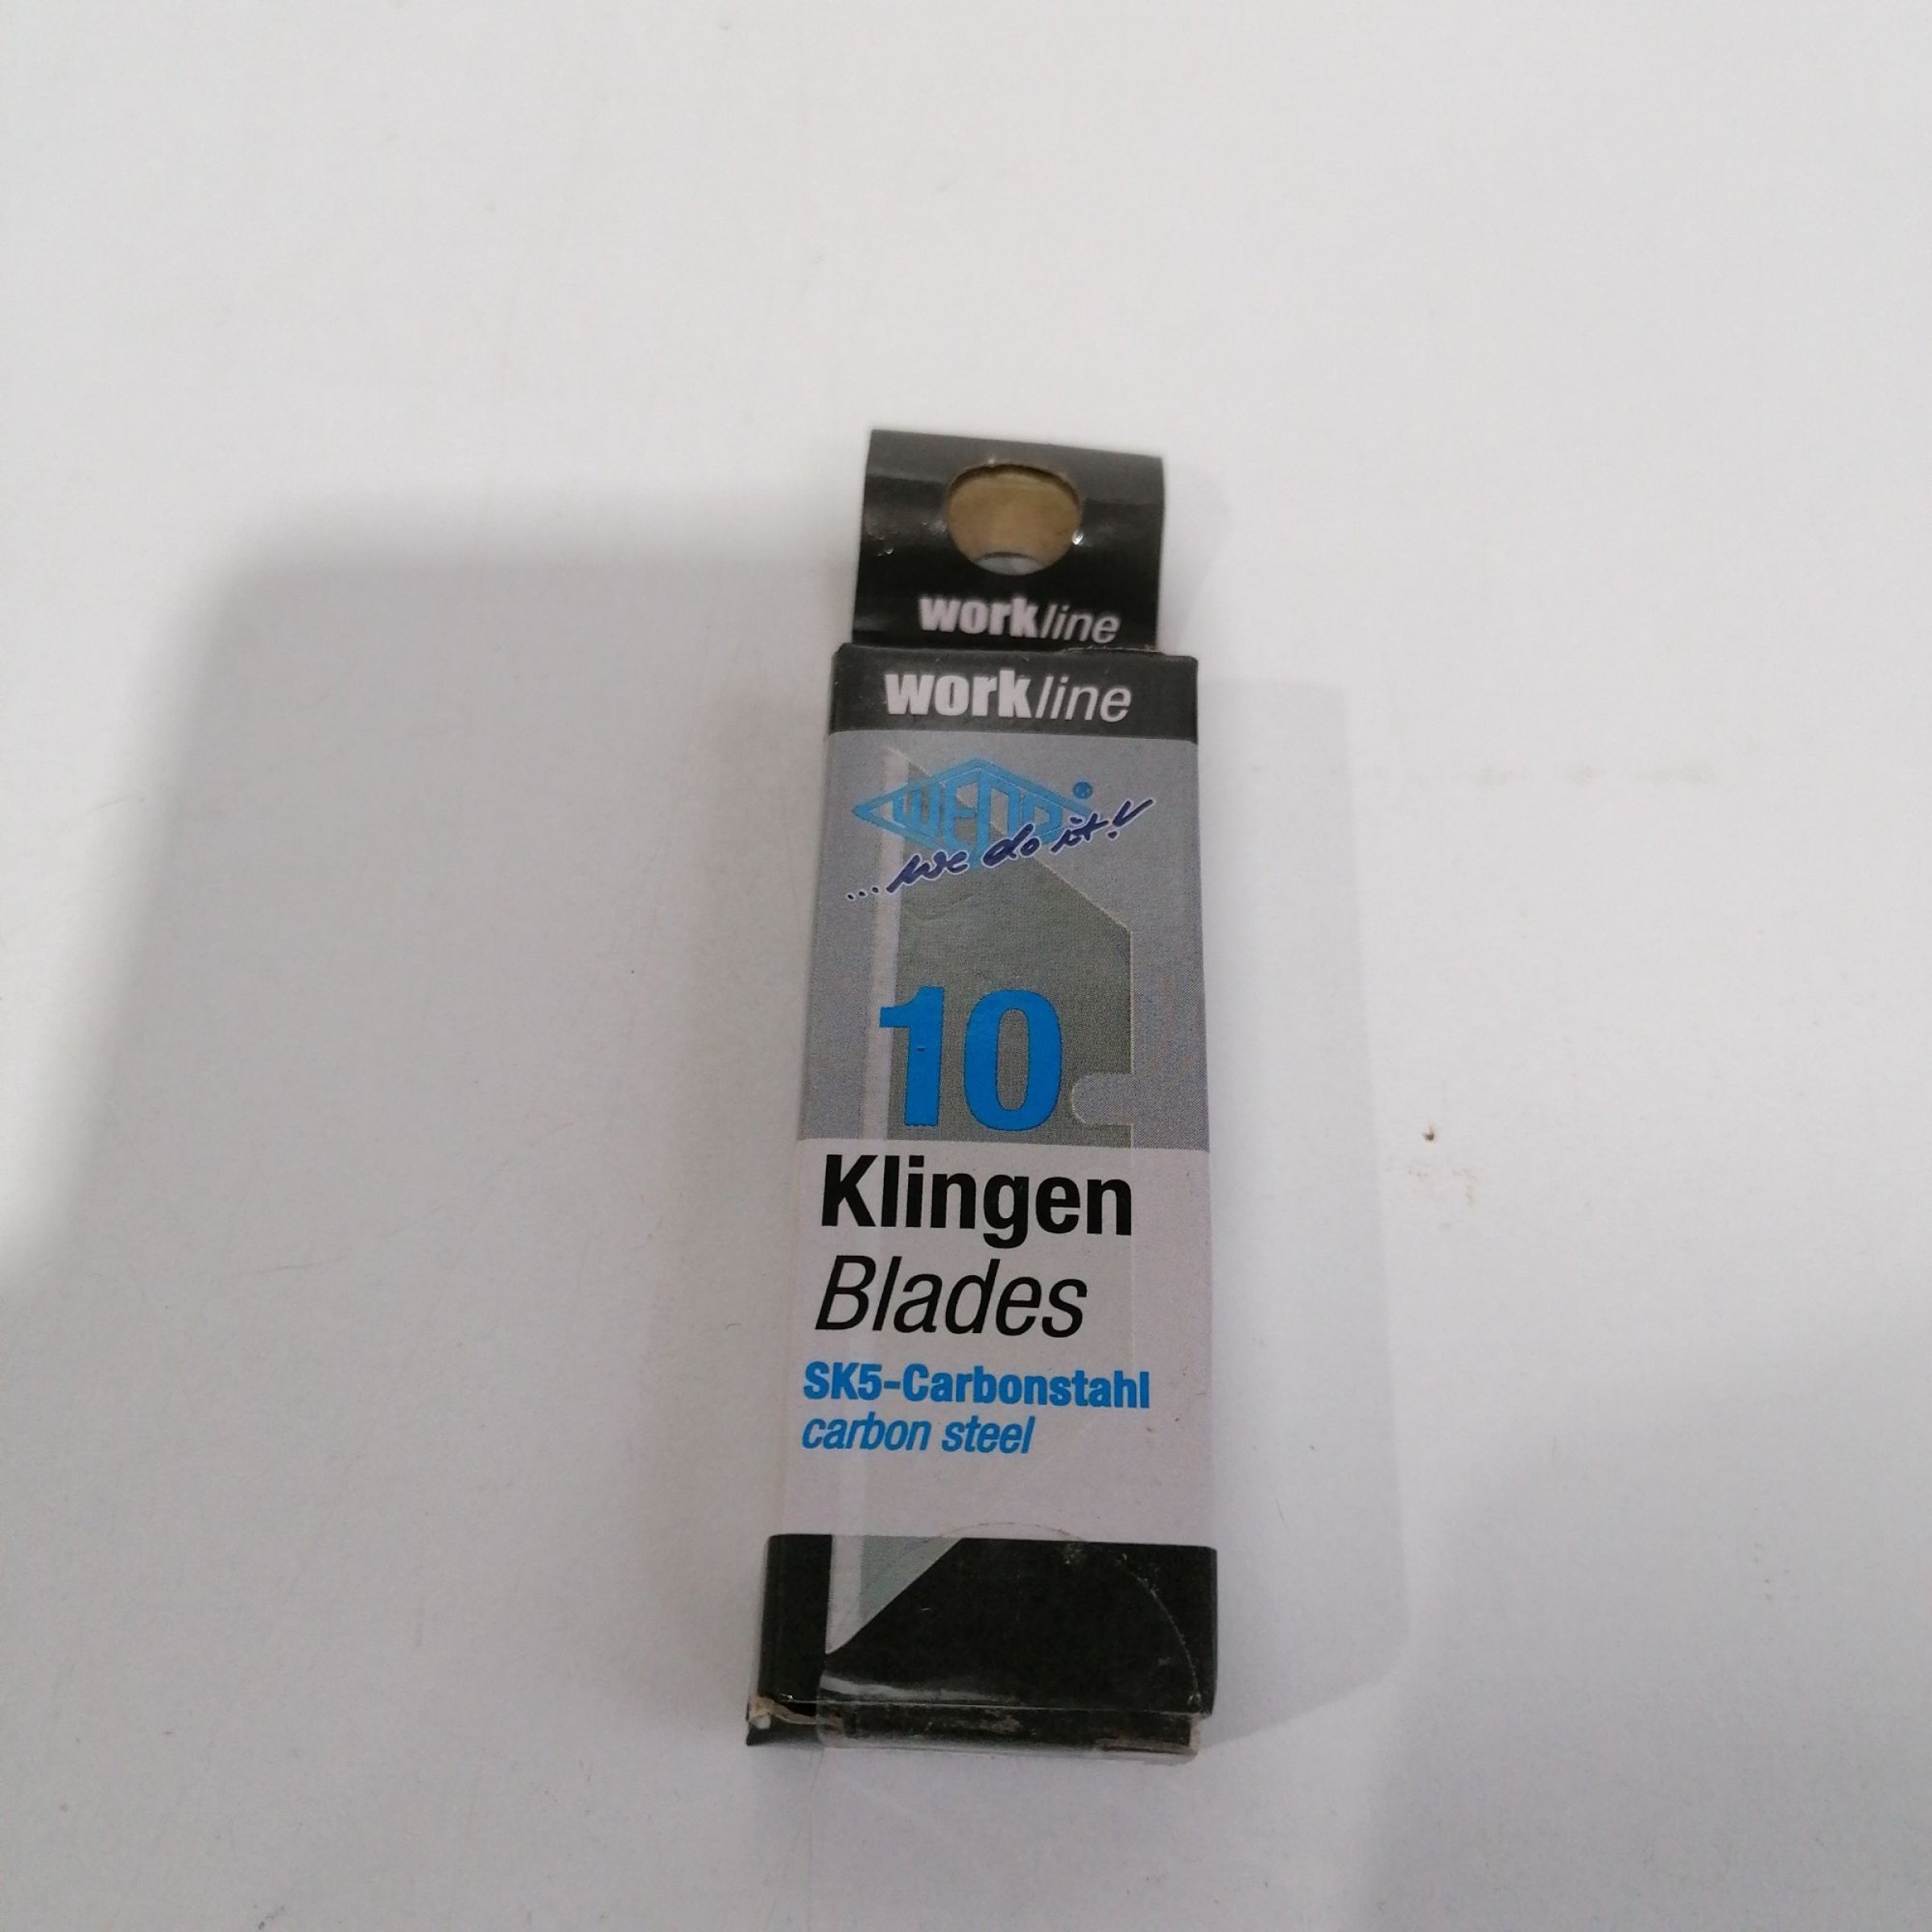 workline
workline
WEDO®
...we do it!
10
Klingen
Blades
SK5-Carbonstahl
carbon steel